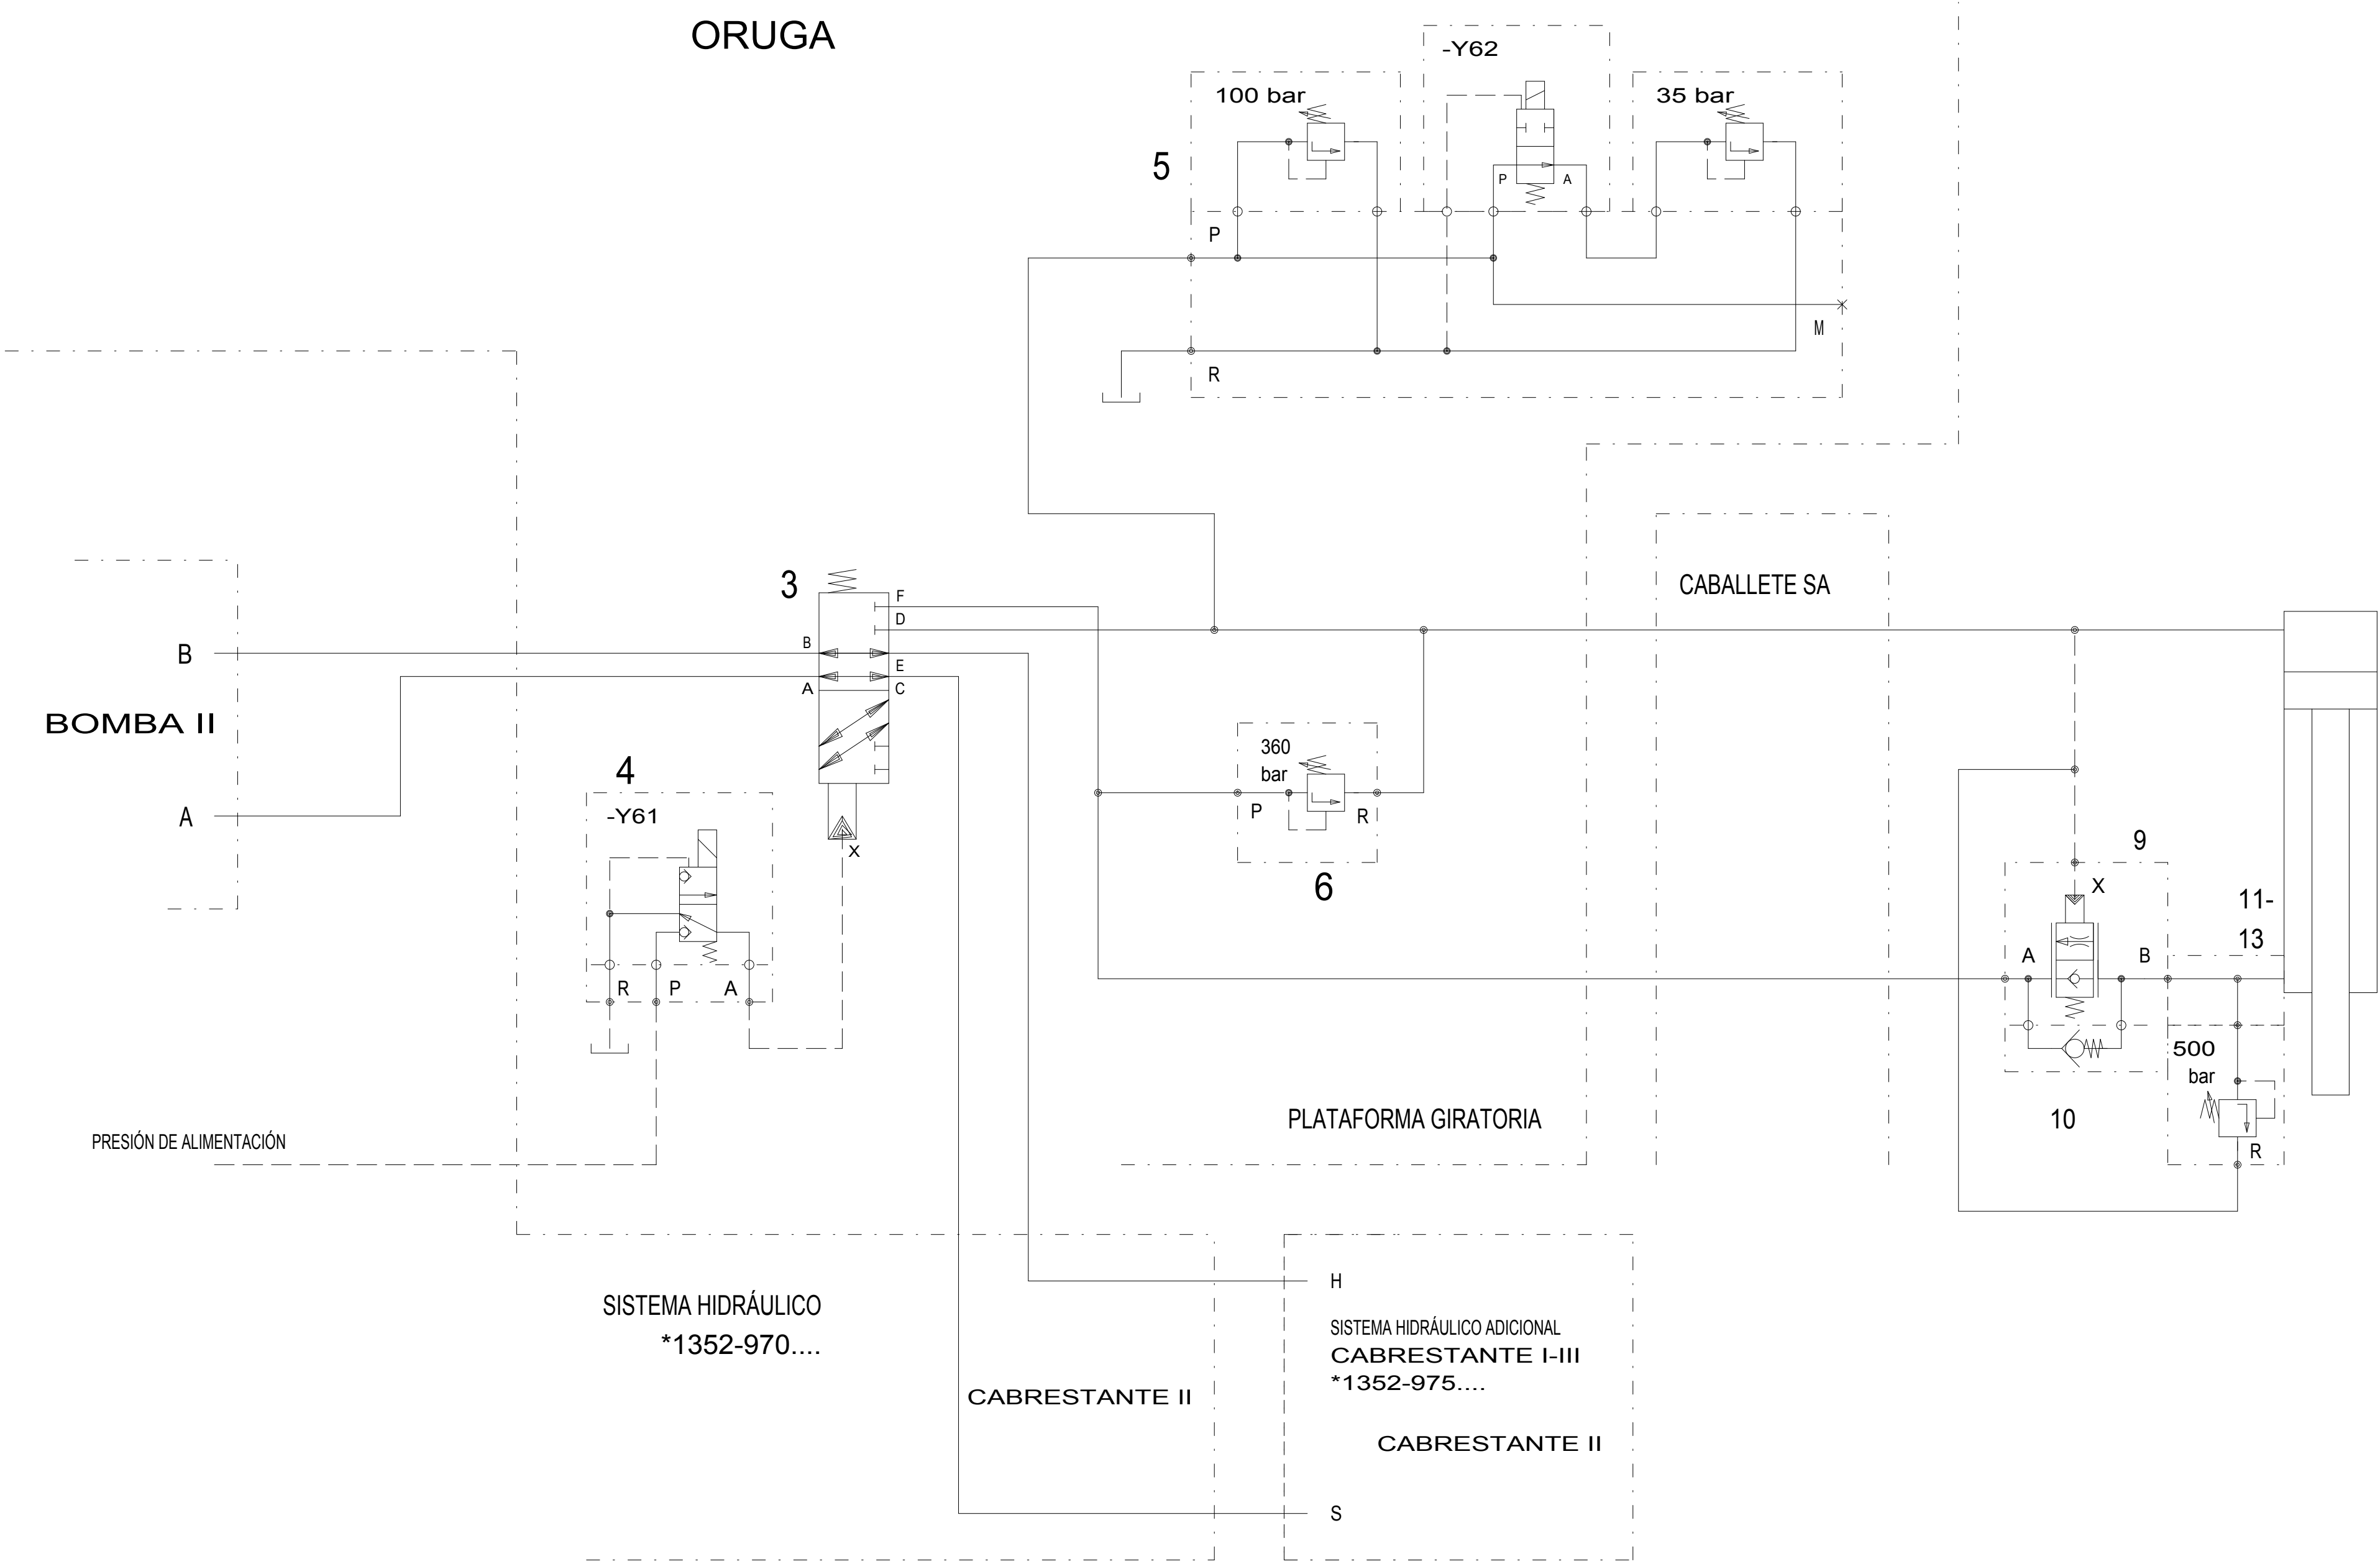 ORUGA
-Y62
100 bar
35 bar
5
P
A
P
M
R
3
F
D
B
E
A
C
CABALLETE SA
B
BOMBA II
A
4
-Y61
X
R
P
A
360
bar
P
R
6
9
X
11-
13
A
B
500
bar
10
R
PRESIÓN DE ALIMENTACIÓN
PLATAFORMA GIRATORIA
SISTEMA HIDRÁULICO
*1352-970....
H
SISTEMA HIDRÁULICO ADICIONAL
CABRESTANTE I-III
*1352-975....
CABRESTANTE II
CABRESTANTE II
S